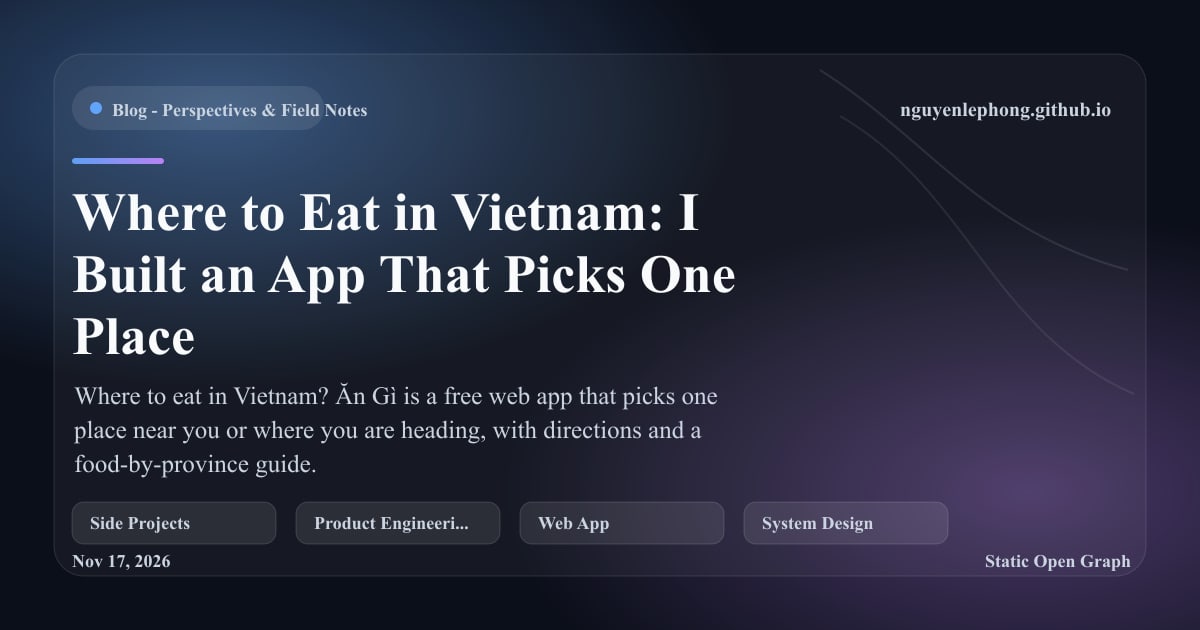 Blog - Perspectives & Field Notes
nguyenlephong.github.io
Where to Eat in Vietnam: I
Built an App That Picks One
Place
Where to eat in Vietnam? Ăn Gì is a free web app that picks one
place near you or where you are heading, with directions and a
food-by-province guide.
Side Projects
Product Engineeri...
Web App
System Design
Nov 17, 2026
Static Open Graph